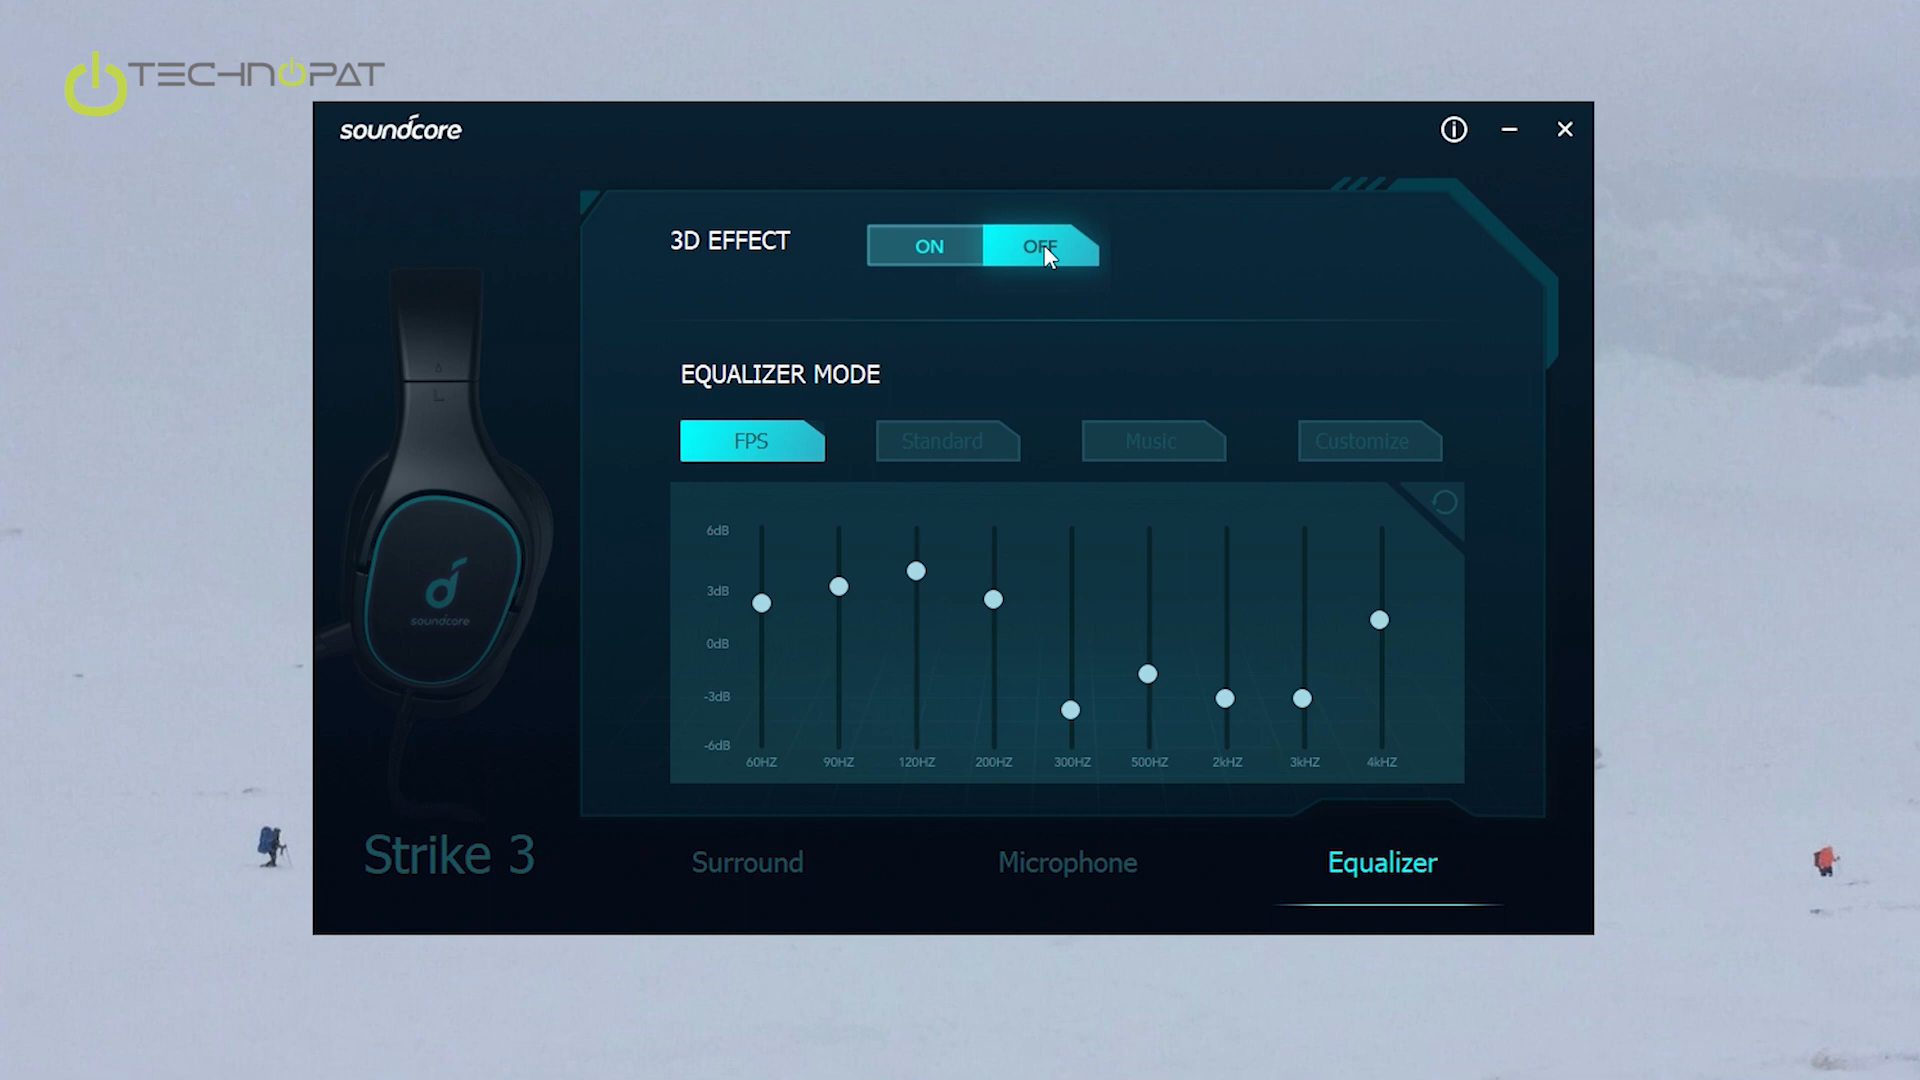 TECHNOPAT
soundcore
3D EFFECT
ON
OFF
EQUALIZER MODE
FPS
Standard
Music
Customize
6dB
3dB
0dB
-3dB
-6dB
60HZ
90HZ
120HZ
200HZ
300HZ
500HZ
2kHZ
3kHZ
4kHZ
soundcore
Strike 3
Surround
Microphone
Equalizer